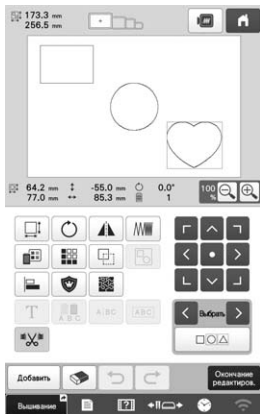 173.3 mm
256.5 mm
64.2 mm -55.0 mm 0.0° 100 %
77.0 mm 85.3 mm 1
A B C A B C ABC
T
Выбрать
Добавить
Окончание
редактиров.
Вышивание